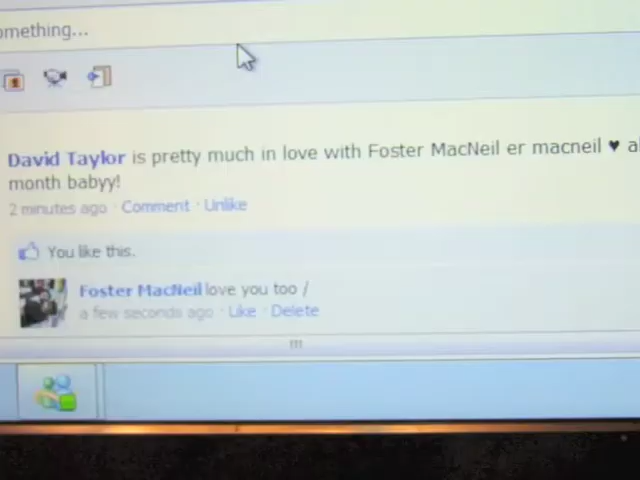 omething...
David Taylor is pretty much in love with Foster MacNeil er macneil ♥ al
month babyy!
2 minutes ago · Comment · Unlike
You like this.
Foster MacNeil love you too /
a few seconds ago · Like · Delete